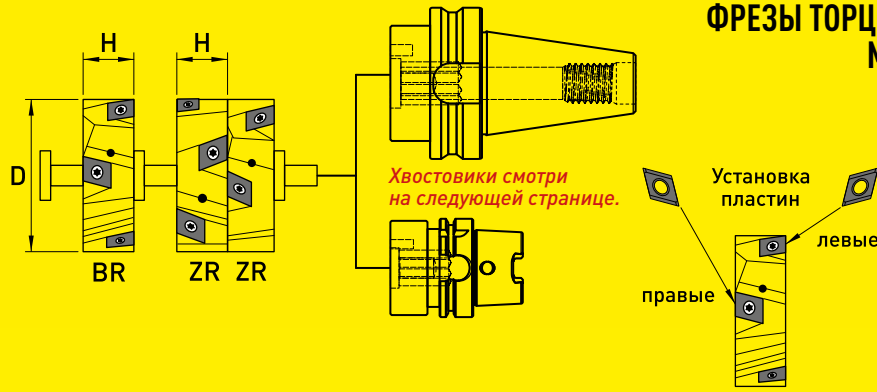 ФРЕЗЫ ТОРЦ
H
H
D
Хвостовики смотри
на следующей странице.
BR
ZR
ZR
Установка
пластин
левые
правые